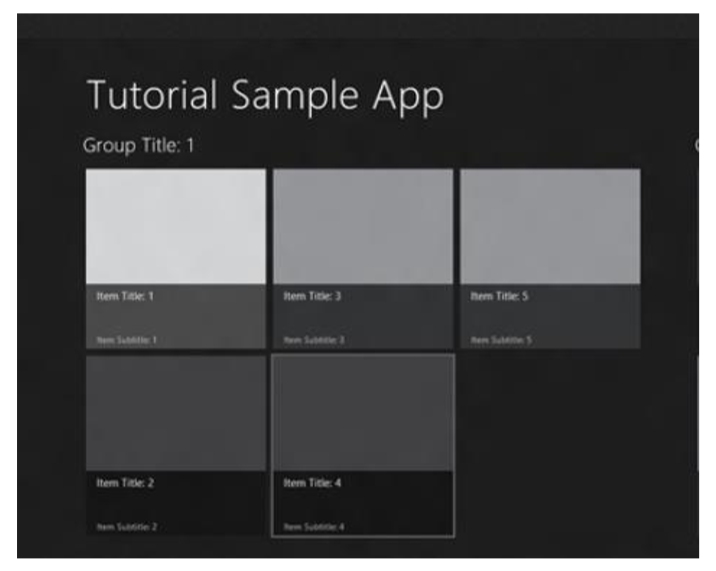 Tutorial Sample App
Group Title: 1
Item Title: 1
Item Subtitle: 1
Item Title: 3
Item Subtitle: 3
Item Title: 5
Item Subtitle: 5
Item Title: 2
Item Subtitle: 2
Item Title: 4
Item Subtitle: 4